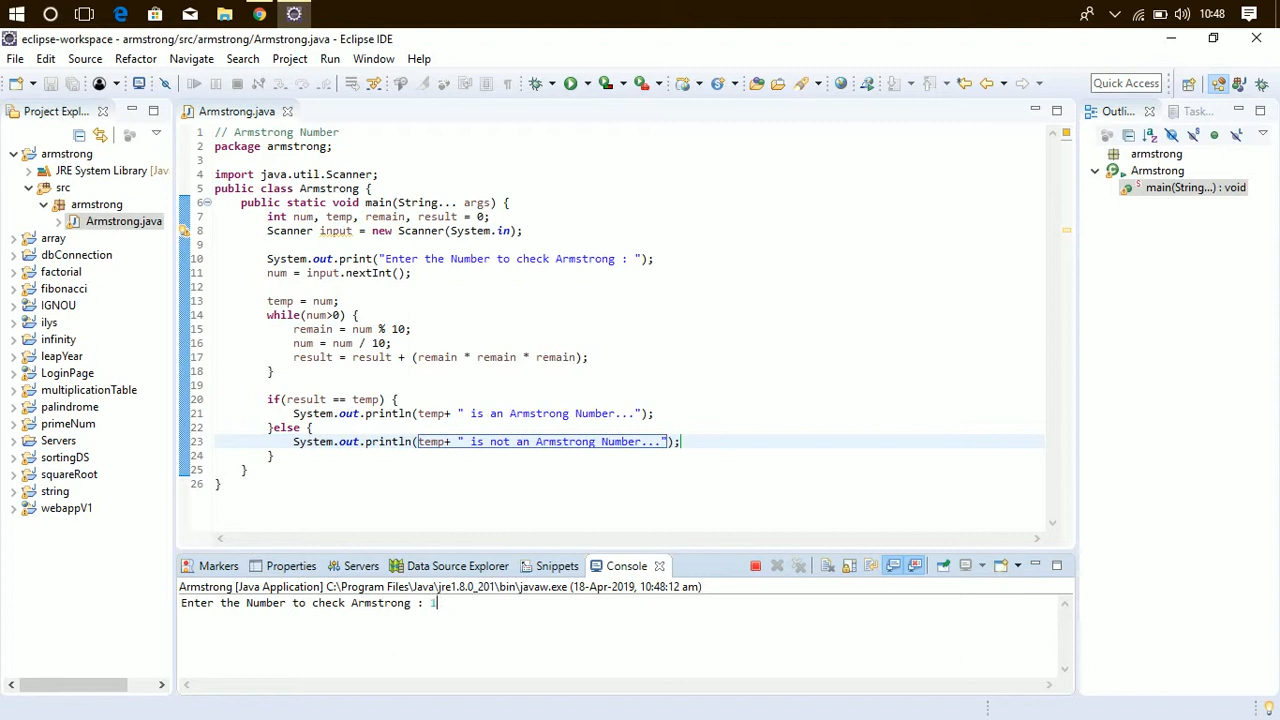 10:48
eclipse-workspace - armstrong/src/armstrong/Armstrong.java - Eclipse IDE
File Edit Source Refactor Navigate Search Project Run Window Help
Quick Access
Project Expl...
Armstrong.java
Outli...
Task...
armstrong
JRE System Library [Jav
src
armstrong
Armstrong.java
array
dbConnection
factorial
fibonacci
IGNOU
ilys
infinity
leapYear
LoginPage
multiplicationTable
palindrome
primeNum
Servers
sortingDS
squareRoot
string
webappV1
1 // Armstrong Number
2 package armstrong;
3
4 import java.util.Scanner;
5 public class Armstrong {
6 public static void main(String... args) {
7 int num, temp, remain, result = 0;
8 Scanner input = new Scanner(System.in);
9
10 System.out.print("Enter the Number to check Armstrong : ");
11 num = input.nextInt();
12
13 temp = num;
14 while(num>0) {
15 remain = num % 10;
16 num = num / 10;
17 result = result + (remain * remain * remain);
18 }
19
20 if(result == temp) {
21 System.out.println(temp+ " is an Armstrong Number...");
22 }else {
23 System.out.println(temp+ " is not an Armstrong Number...");
24 }
25 }
26 }
armstrong
Armstrong
main(String...) : void
Markers Properties Servers Data Source Explorer Snippets Console
Armstrong [Java Application] C:\Program Files\Java\jre1.8.0_201\bin\javaw.exe (18-Apr-2019, 10:48:12 am)
Enter the Number to check Armstrong : 1